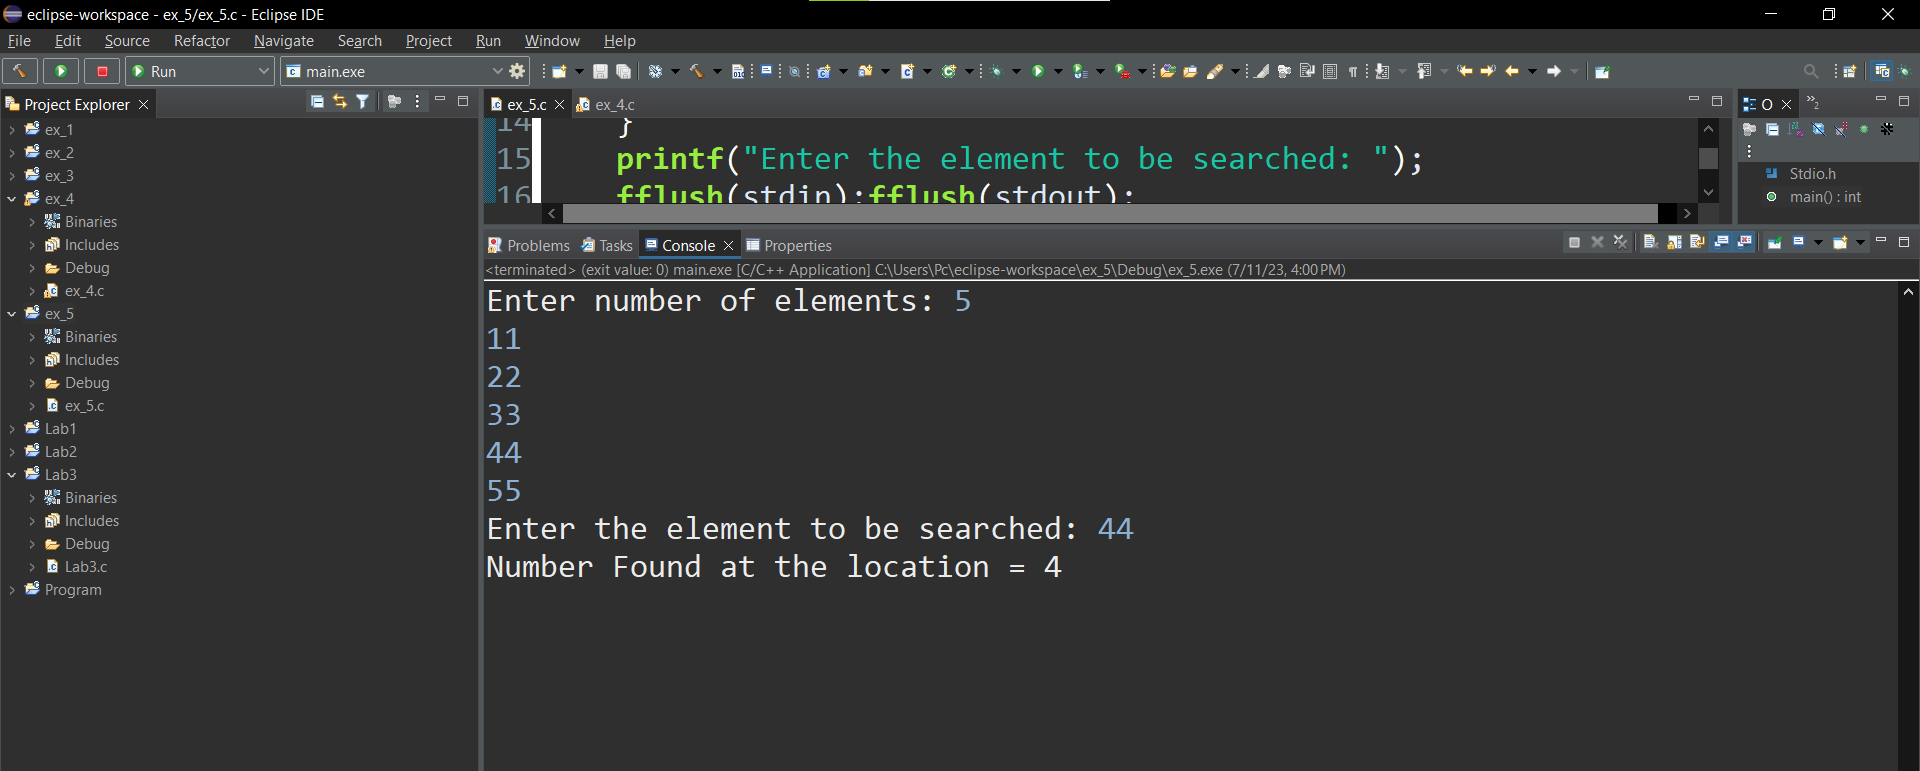 eclipse-workspace - ex_5/ex_5.c - Eclipse IDE
File Edit Source Refactor Navigate Search Project Run Window Help
Run main.exe
Project Explorer
ex_1
ex_2
ex_3
ex_4
Binaries
Includes
Debug
ex_4.c
ex_5
Binaries
Includes
Debug
ex_5.c
Lab1
Lab2
Lab3
Binaries
Includes
Debug
Lab3.c
Program
ex_5.c ex_4.c
14 }
15 printf("Enter the element to be searched: ");
16 fflush(stdin);fflush(stdout);
O »2
Stdio.h
main() : int
Problems Tasks Console Properties
<terminated> (exit value: 0) main.exe [C/C++ Application] C:\Users\Pc\eclipse-workspace\ex_5\Debug\ex_5.exe (7/11/23, 4:00 PM)
Enter number of elements: 5
11
22
33
44
55
Enter the element to be searched: 44
Number Found at the location = 4